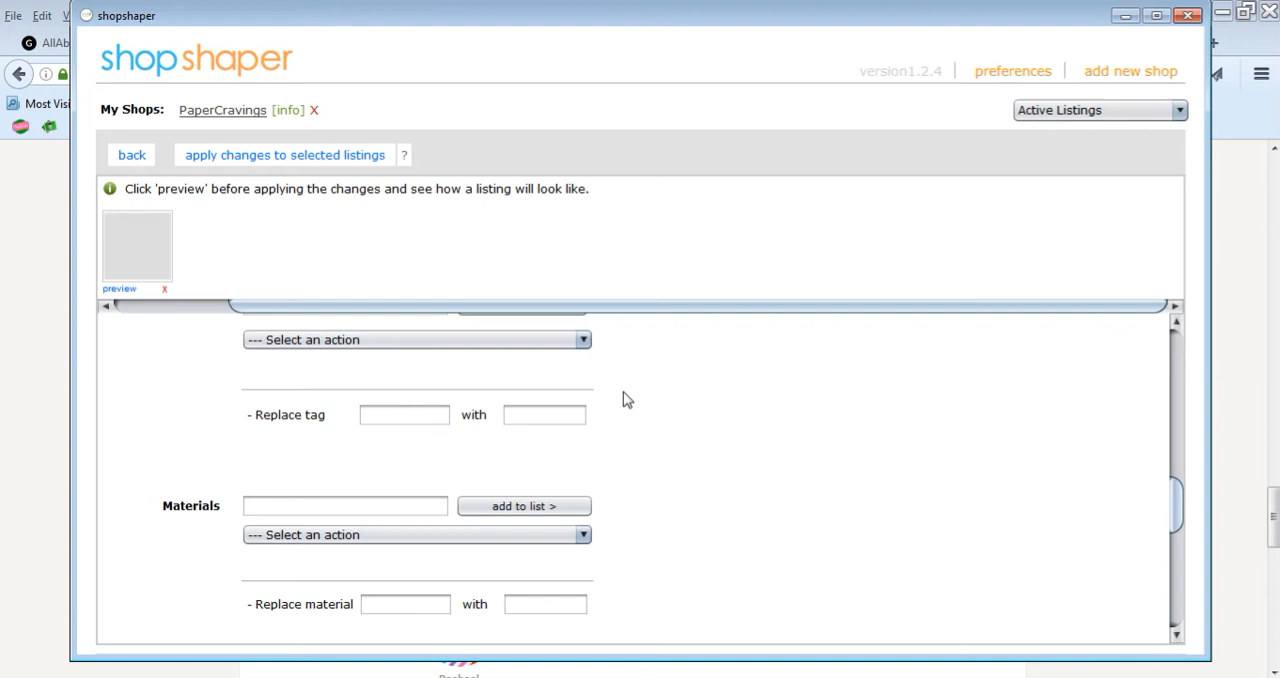 shopshaper
File Edit V
AllAb
Most Visi
shopshaper
version1.2.4 preferences add new shop
My Shops: PaperCravings [info] X
Active Listings
back apply changes to selected listings ?
Click 'preview' before applying the changes and see how a listing will look like.
preview x
--- Select an action
- Replace tag with
Materials add to list >
--- Select an action
- Replace material with